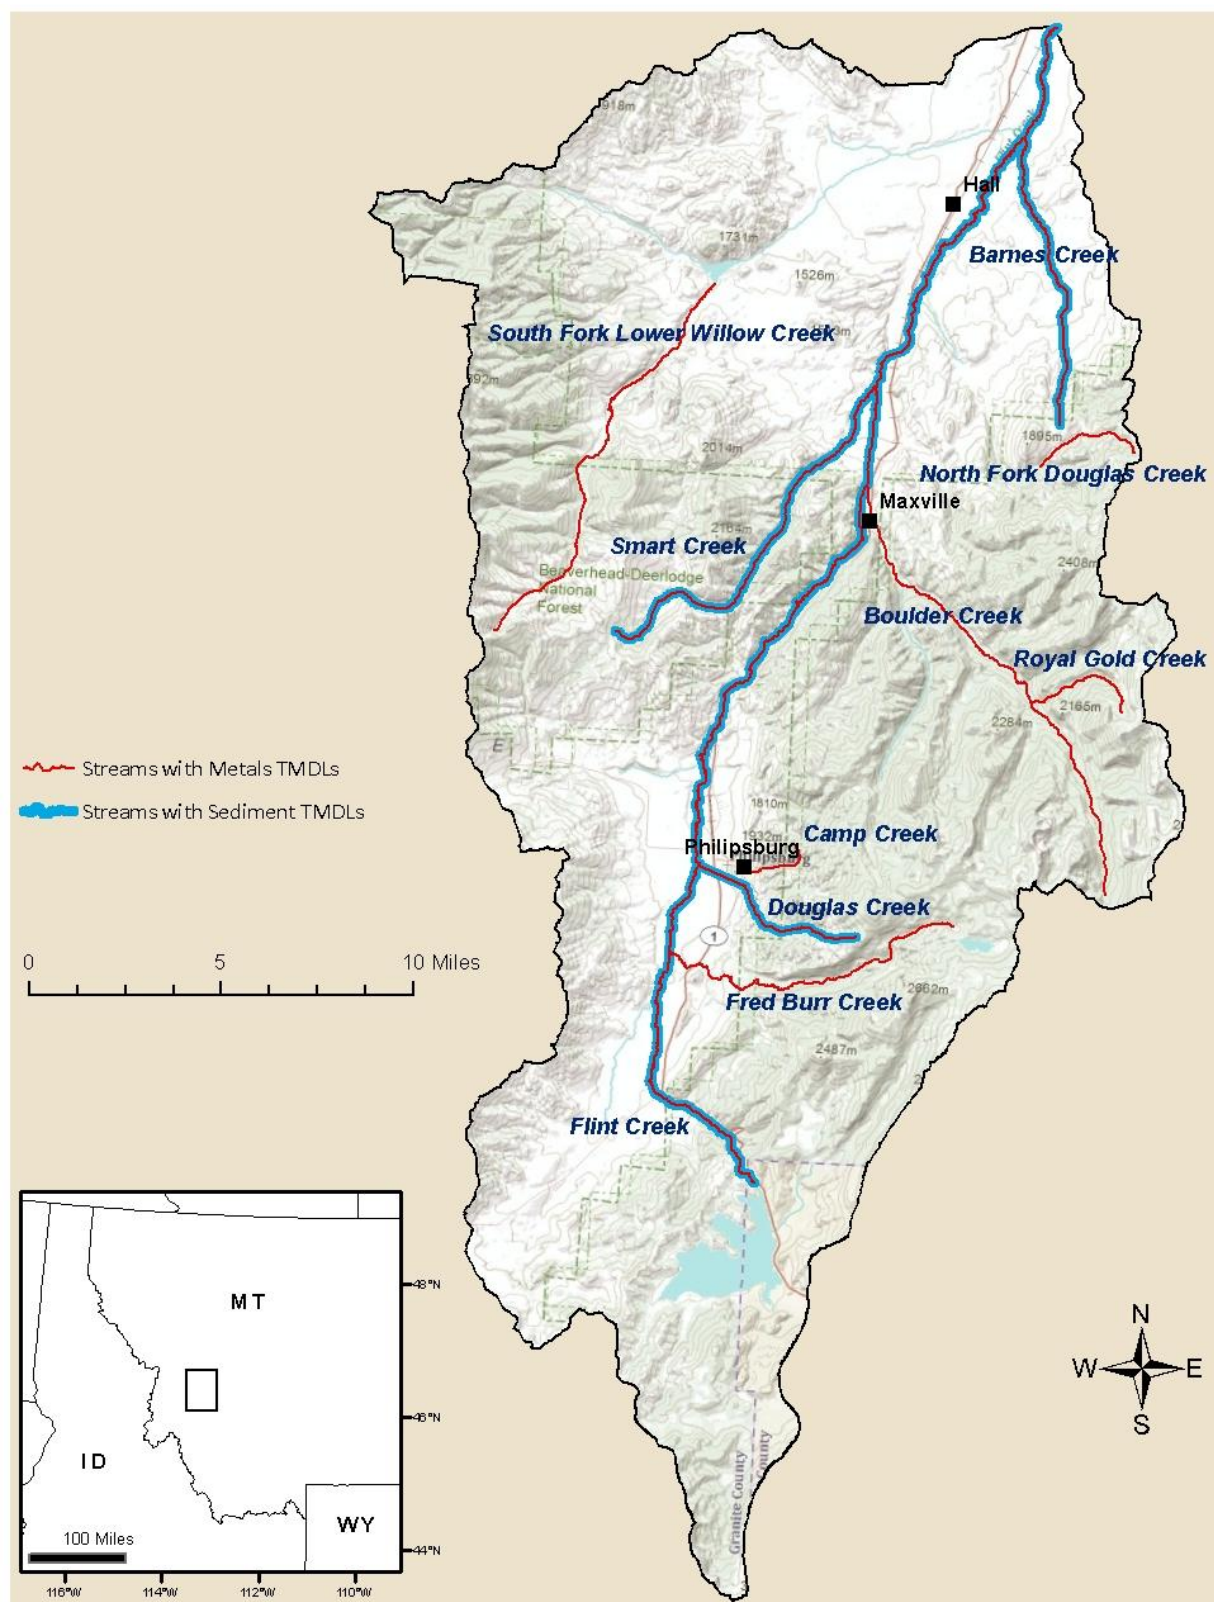 Hall
Barnes Creek
1731m
1526m
South Fork Lower Willow Creek
1895m
2014m
North Fork Douglas Creek
Maxville
Smart Creek
Beaverhead-Deerlodge
National
Forest
2408m
Boulder Creek
Royal Gold Creek
2165m
2284m
E
Streams with Metals TMDLs
Streams with Sediment TMDLs
1810m
1932m
Camp Creek
Philipsburg
Philipsburg
Douglas Creek
1
0 5 10 Miles
2662m
Fred Burr Creek
2487m
Flint Creek
MT
48°N
46°N
ID
WY
100 Miles
44°N
116°W 114°W 112°W 110°W
N
W E
S
Granite County
County